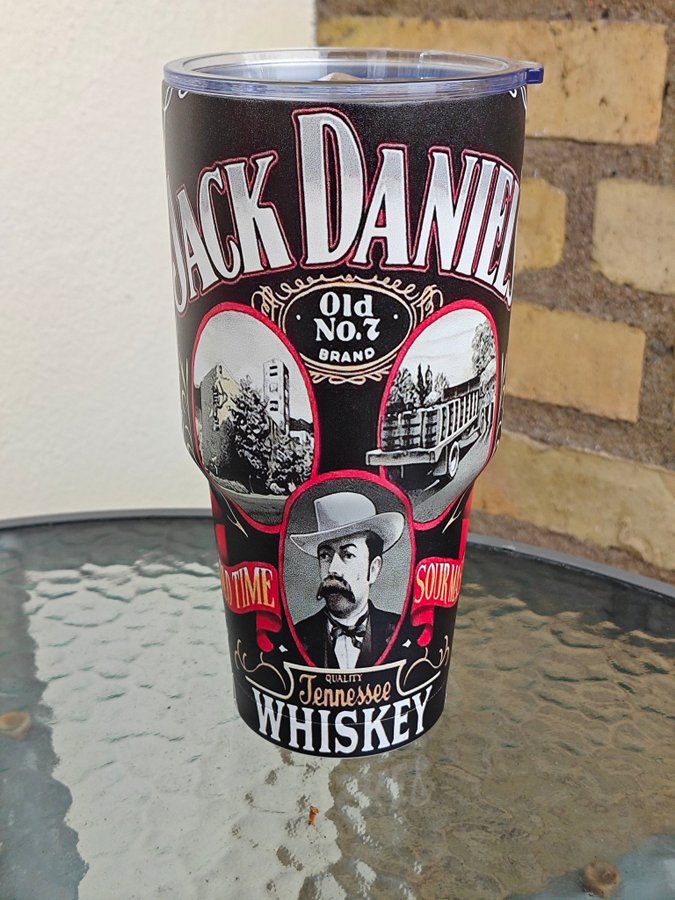 JACK DANIEL
Old
No.7
BRAND
TIME
SOUR
QUALITY
Tennessee
WHISKEY